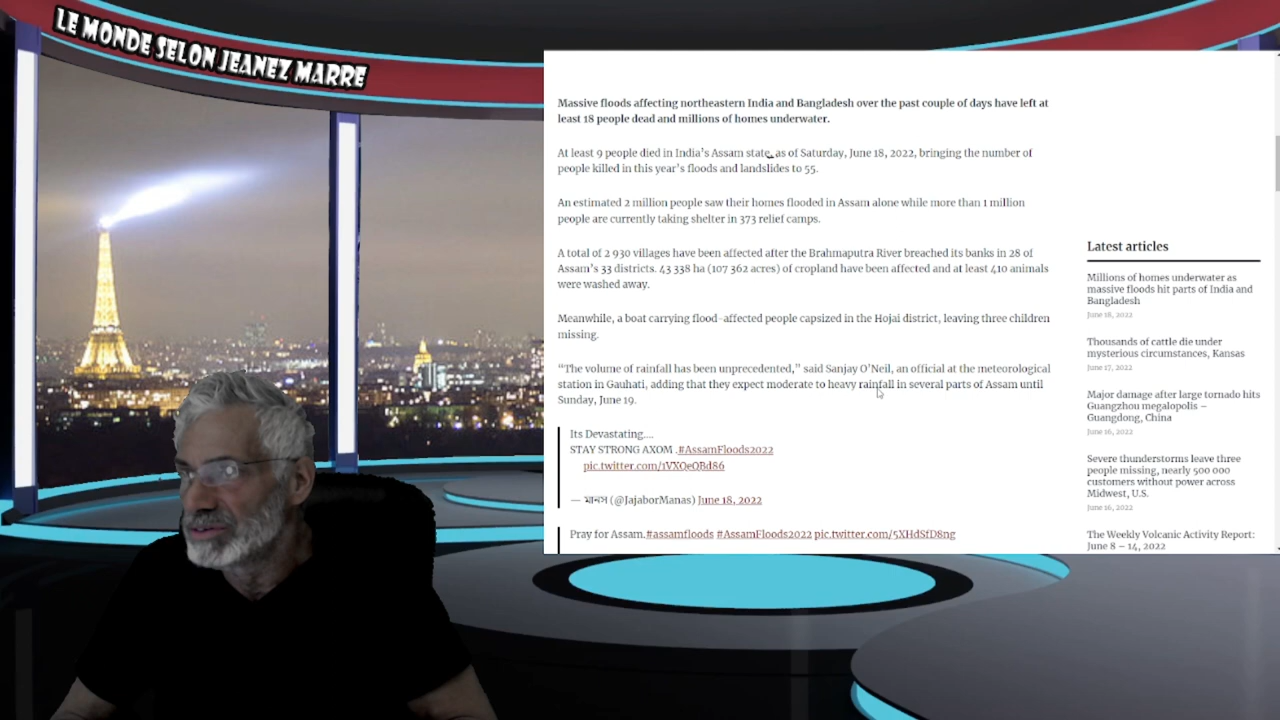 LE MONDE SELON JEANEZ MARRE
Massive floods affecting northeastern India and Bangladesh over the past couple of days have left at
least 18 people dead and millions of homes underwater.
At least 9 people died in India's Assam state, as of Saturday, June 18, 2022, bringing the number of
people killed in this year's floods and landslides to 55.
An estimated 2 million people saw their homes flooded in Assam alone while more than 1 million
people are currently taking shelter in 373 relief camps.
A total of 2 930 villages have been affected after the Brahmaputra River breached its banks in 28 of
Assam's 33 districts. 43 338 ha (107 362 acres) of cropland have been affected and at least 410 animals
were washed away.
Meanwhile, a boat carrying flood-affected people capsized in the Hojai district, leaving three children
missing.
"The volume of rainfall has been unprecedented," said Sanjay O'Neil, an official at the meteorological
station in Gauhati, adding that they expect moderate to heavy rainfall in several parts of Assam until
Sunday, June 19.
Its Devastating....
STAY STRONG AXOM .#AssamFloods2022
pic.twitter.com/1VXQeOBd86
— মানস (@JajaborManas) June 18, 2022
Pray for Assam.#assamfloods #AssamFloods2022 pic.twitter.com/5XHdSfD8ng
Latest articles
Millions of homes underwater as
massive floods hit parts of India and
Bangladesh
June 18, 2022
Thousands of cattle die under
mysterious circumstances, Kansas
June 17, 2022
Major damage after large tornado hits
Guangzhou megalopolis –
Guangdong, China
June 16, 2022
Severe thunderstorms leave three
people missing, nearly 500 000
customers without power across
Midwest, U.S.
June 16, 2022
The Weekly Volcanic Activity Report:
June 8 – 14, 2022